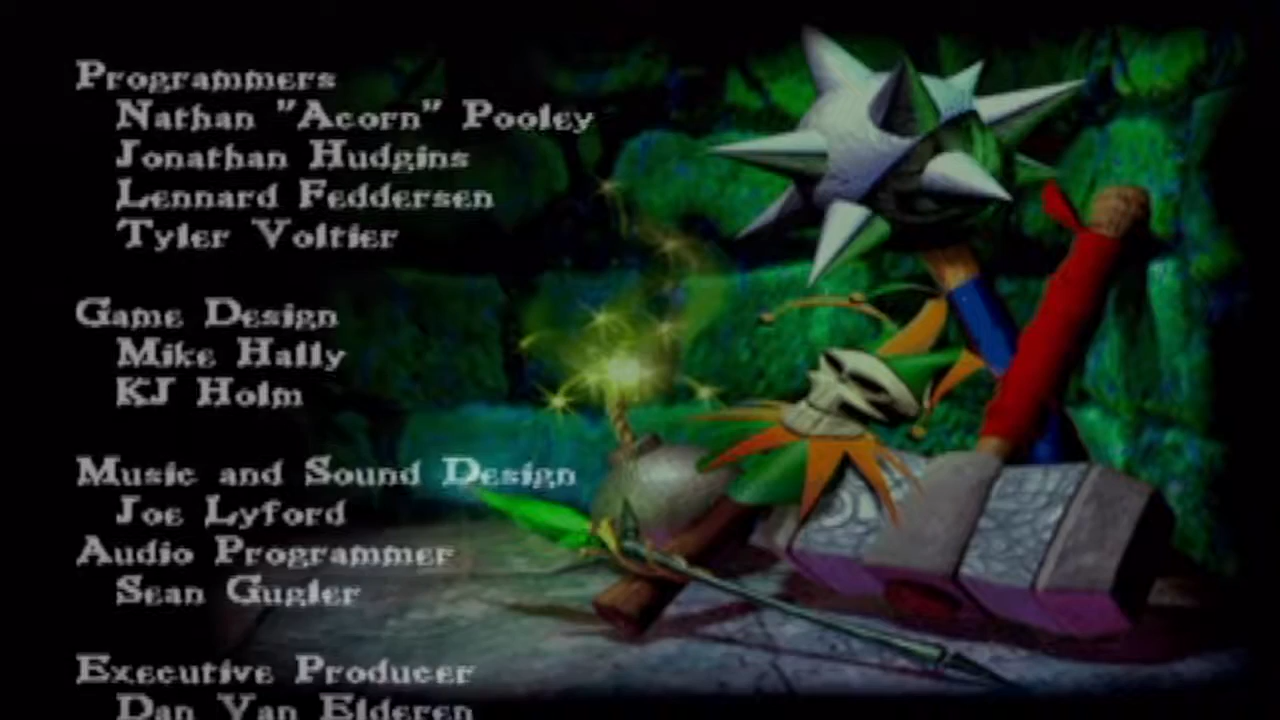 Programmers
Nathan "Acorn" Pooley
Jonathan Hudgins
Lennard Feddersen
Tyler Voltier
Game Design
Mike Hally
KJ Holm
Music and Sound Design
Joe Lyford
Audio Programmer
Sean Gugler
Executive Producer
Dan Van Elderen